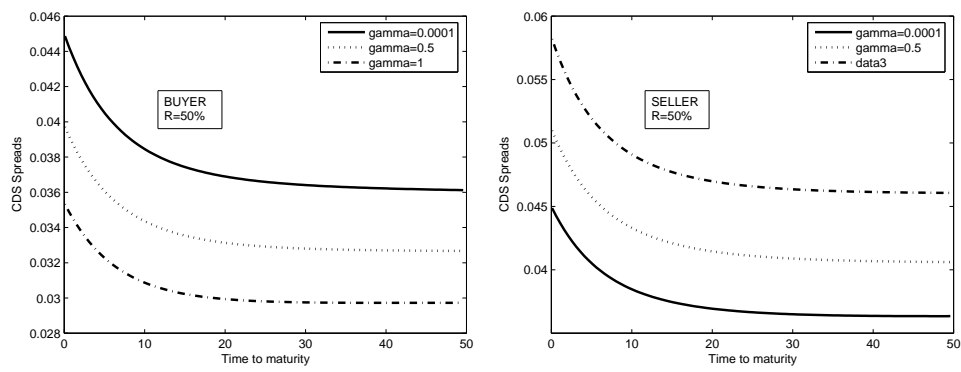 0.046
0.044
0.042
0.04
0.038
0.036
0.034
0.032
0.03
0.028
CDS Spreads
0
10
20
30
40
50
Time to maturity
gamma=0.0001
gamma=0.5
gamma=1
BUYER
R=50%
0.06
0.055
0.05
0.045
0.04
CDS Spreads
0
10
20
30
40
50
Time to maturity
gamma=0.0001
gamma=0.5
data3
SELLER
R=50%